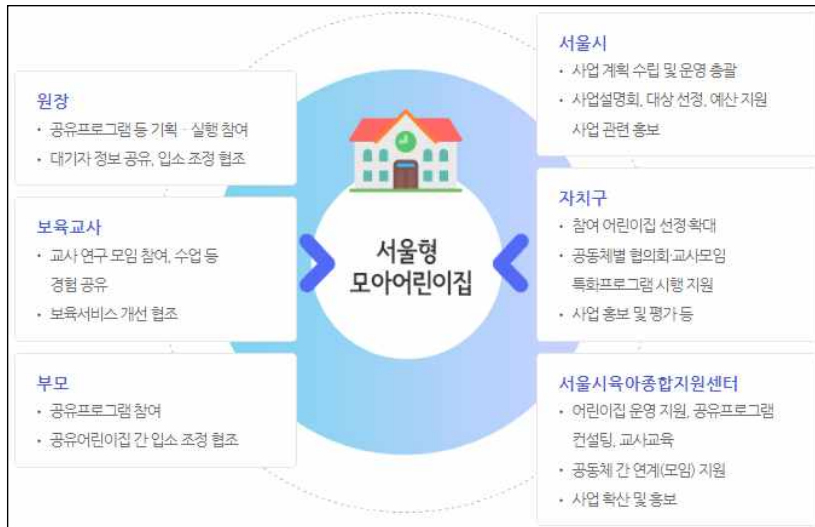 원장
• 공유프로그램 등 기획 · 실행 참여
• 대기자 정보 공유, 입소 조정 협조
보육교사
• 교사 연구 모임 참여, 수업 등
경험 공유
• 보육서비스 개선 협조
부모
• 공유프로그램 참여
• 공유어린이집 간 입소 조정 협조
서울형
모아어린이집
서울시
• 사업 계획 수립 및 운영 총괄
• 사업설명회, 대상 선정, 예산 지원
사업 관련 홍보
자치구
• 참여 어린이집 선정·확대
• 공동체별 협의회·교사모임
특화프로그램 시행 지원
• 사업 홍보 및 평가 등
서울시육아종합지원센터
• 어린이집 운영 지원, 공유프로그램
컨설팅, 교사교육
• 공동체 간 연계(모임) 지원
• 사업 확산 및 홍보